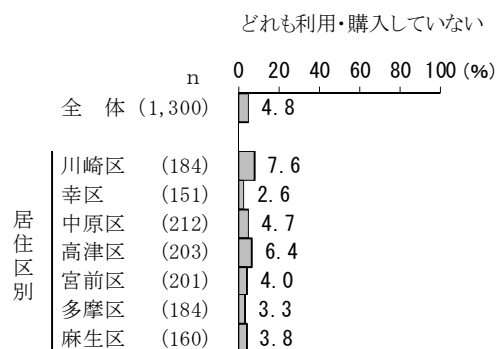 どれも利用・購入していない
n 0 20 40 60 80 100 (%)
全 体 (1,300) 4.8
居住区別
川崎区 (184) 7.6
幸区 (151) 2.6
中原区 (212) 4.7
高津区 (203) 6.4
宮前区 (201) 4.0
多摩区 (184) 3.3
麻生区 (160) 3.8